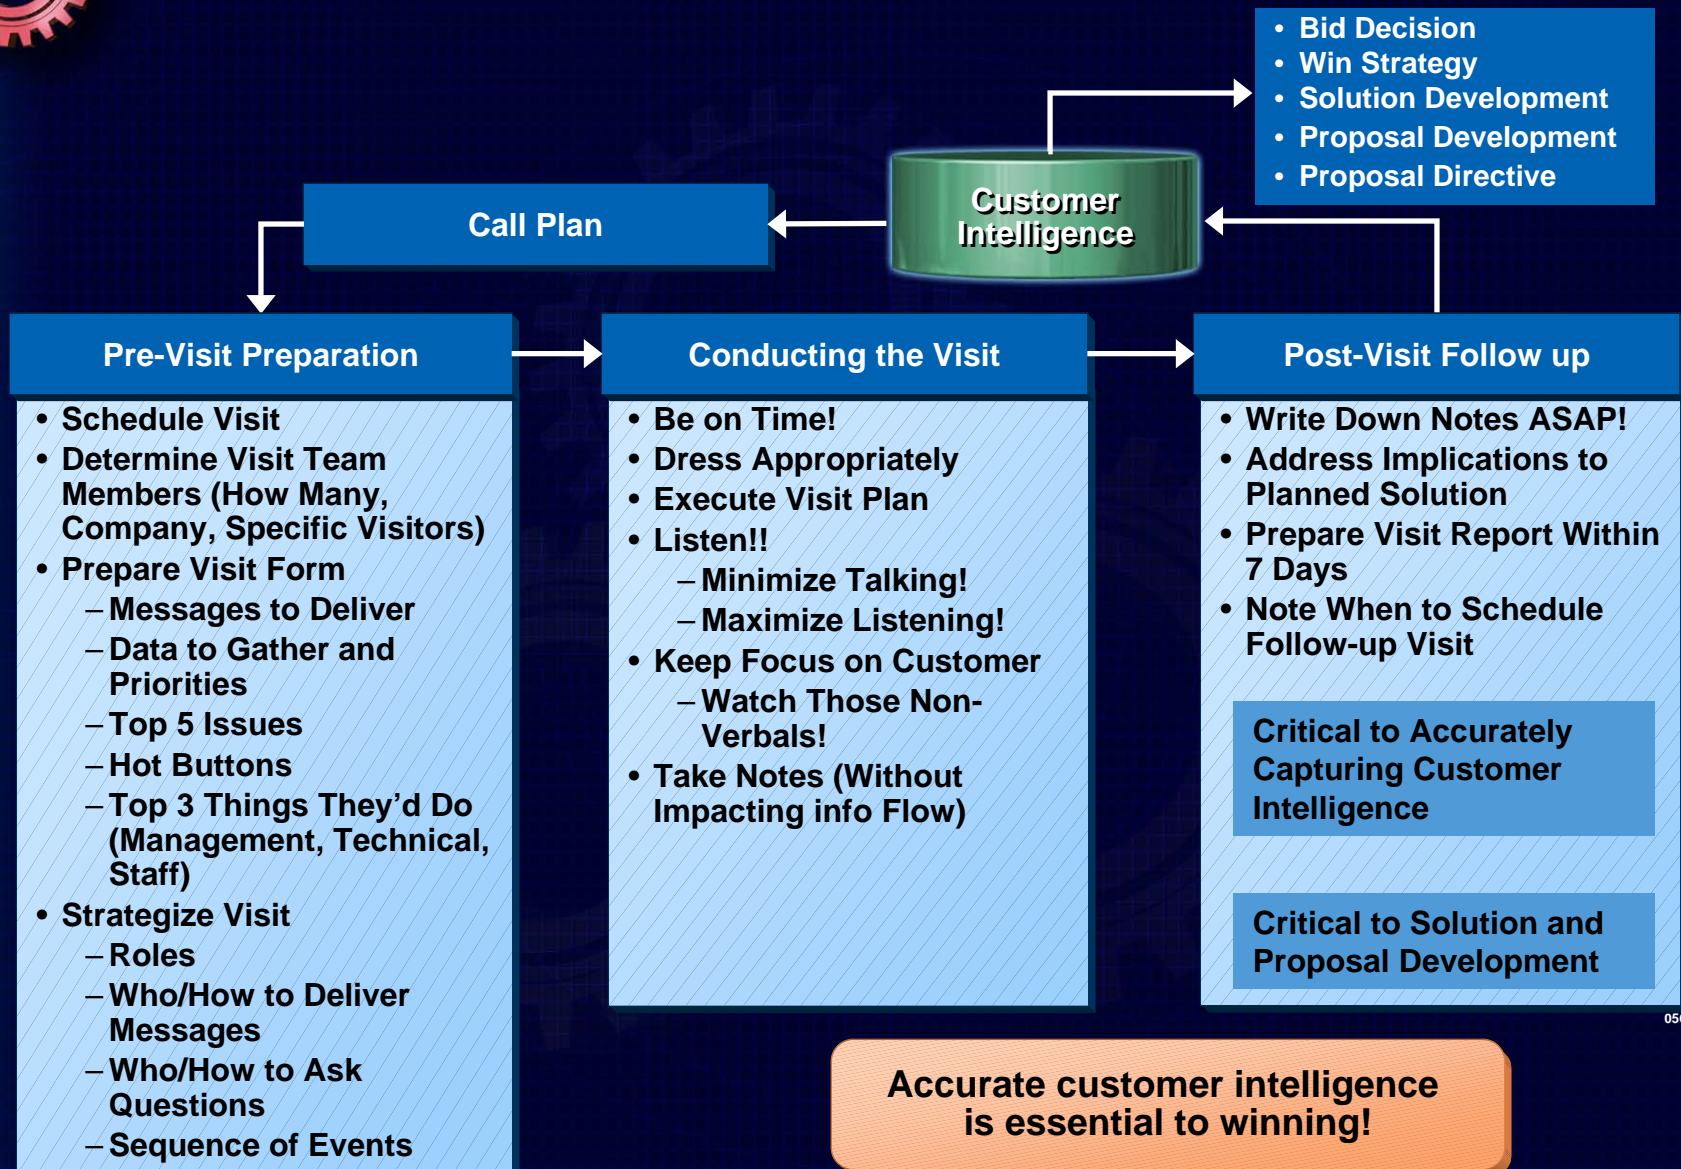 • Bid Decision
• Win Strategy
• Solution Development
• Proposal Development
• Proposal Directive
Customer
Intelligence
Call Plan
Pre-Visit Preparation
• Schedule Visit
• Determine Visit Team
Members (How Many,
Company, Specific Visitors)
• Prepare Visit Form
– Messages to Deliver
– Data to Gather and
Priorities
– Top 5 Issues
– Hot Buttons
– Top 3 Things They’d Do
(Management, Technical,
Staff)
• Strategize Visit
– Roles
– Who/How to Deliver
Messages
– Who/How to Ask
Questions
– Sequence of Events
Conducting the Visit
• Be on Time!
• Dress Appropriately
• Execute Visit Plan
• Listen!!
– Minimize Talking!
– Maximize Listening!
• Keep Focus on Customer
– Watch Those Non-
Verbals!
• Take Notes (Without
Impacting info Flow)
Post-Visit Follow up
• Write Down Notes ASAP!
• Address Implications to
Planned Solution
• Prepare Visit Report Within
7 Days
• Note When to Schedule
Follow-up Visit
Critical to Accurately
Capturing Customer
Intelligence
Critical to Solution and
Proposal Development
Accurate customer intelligence
is essential to winning!